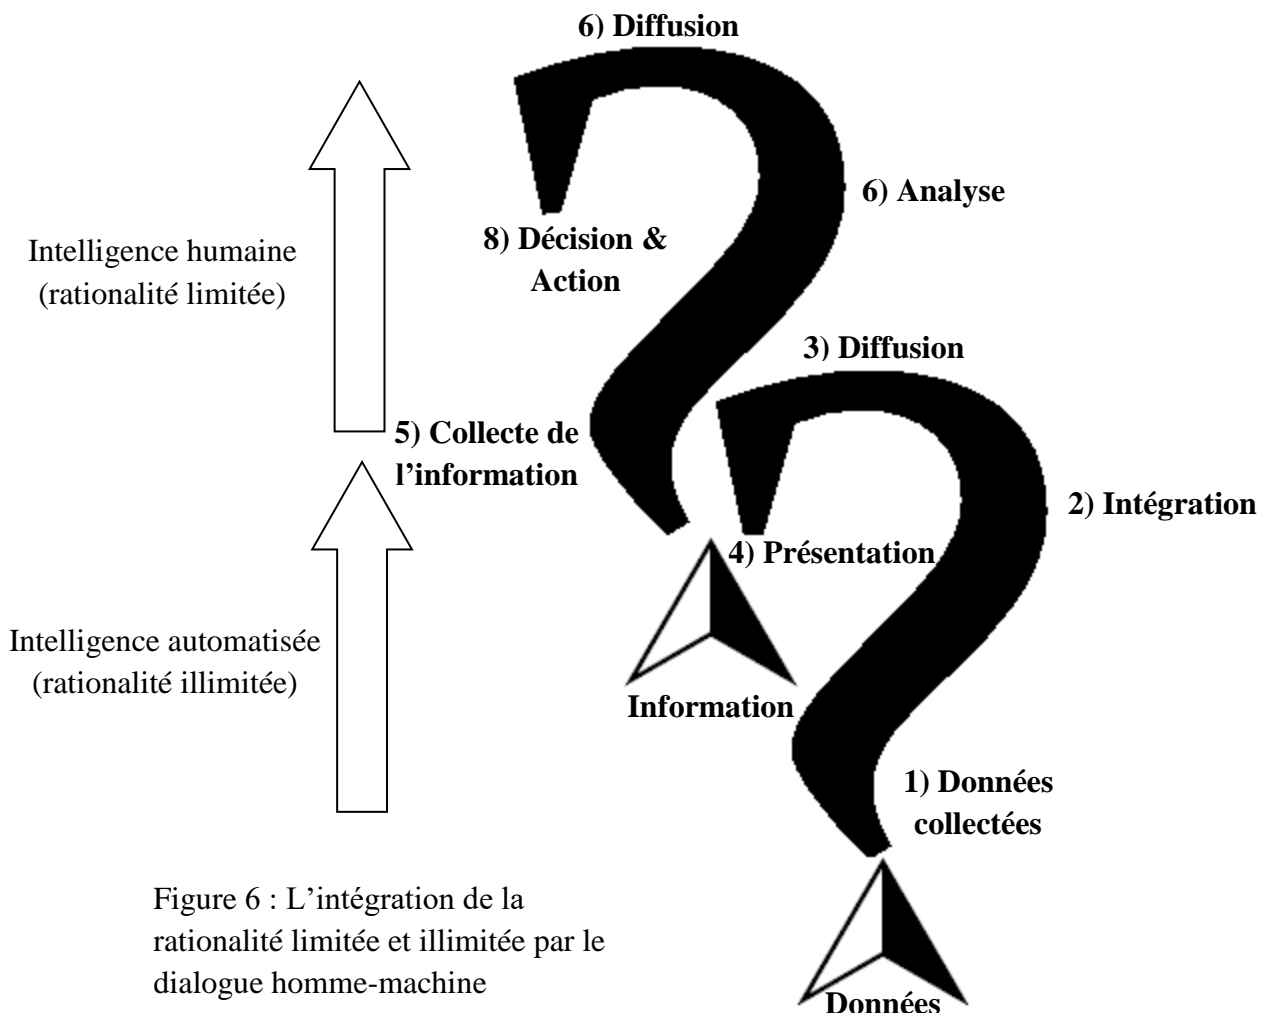 6) Diffusion
6) Analyse
8) Décision &
Action
Intelligence humaine
(rationalité limitée)
3) Diffusion
5) Collecte de
l’information
2) Intégration
4) Présentation
Intelligence automatisée
(rationalité illimitée)
Information
1) Données
collectées
Figure 6 : L’intégration de la
rationalité limitée et illimitée par le
dialogue homme-machine
Données